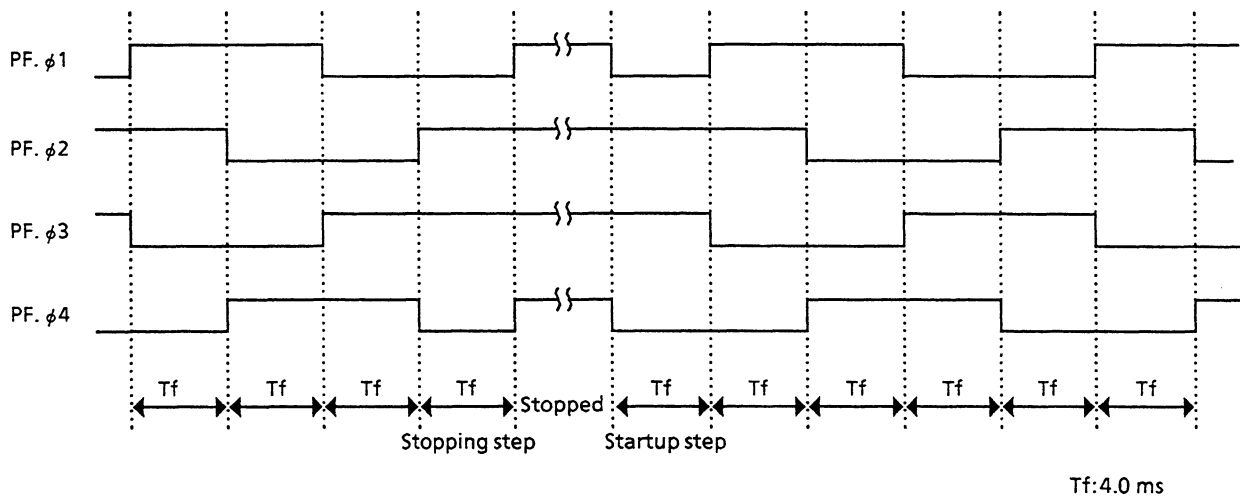 PF. ϕ1
PF. ϕ2
PF. ϕ3
PF. ϕ4
Tf Tf Tf Tf Tf Tf Tf Tf Tf Tf
Stopped
Stopping step Startup step
Tf:4.0 ms